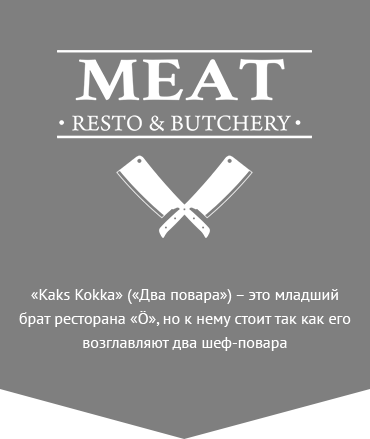 MEAT
• RESTO & BUTCHERY •
«Kaks Kokka» («Два повара») – это младший
брат ресторана «Ö», но к нему стоит так как его
возглавляют два шеф-повара